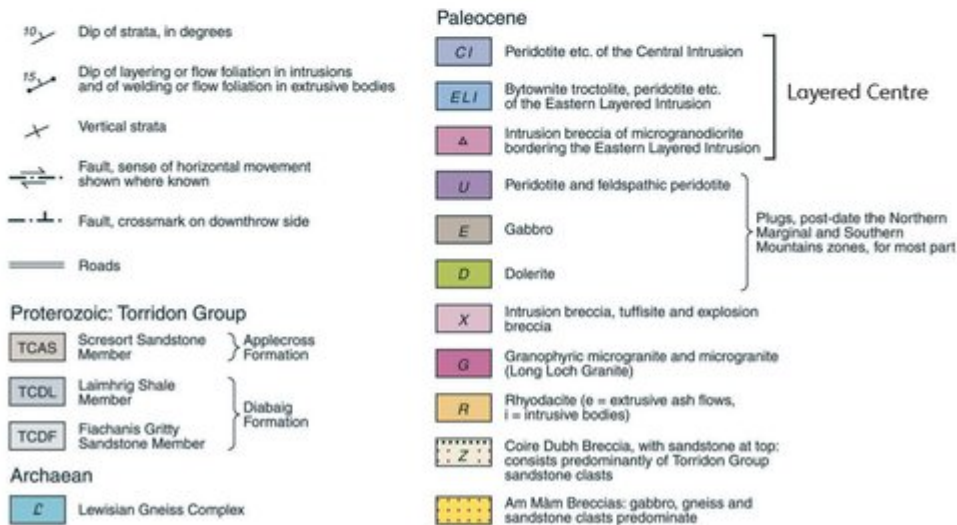 10
Dip of strata, in degrees
15
Dip of layering or flow foliation in intrusions
and of welding or flow foliation in extrusive bodies
Vertical strata
Fault, sense of horizontal movement
shown where known
Fault, crossmark on downthrow side
Roads
Proterozoic: Torridon Group
TCAS
Scresort Sandstone
Member
Applecross
Formation
TCDL
Laimhrig Shale
Member
TCDF
Fiachanis Gritty
Sandstone Member
Diabaig
Formation
Archaean
£
Lewisian Gneiss Complex
Paleocene
CI
Peridotite etc. of the Central Intrusion
ELI
Bytownite troctolite, peridotite etc.
of the Eastern Layered Intrusion
Δ
Intrusion breccia of microgranodiorite
bordering the Eastern Layered Intrusion
Layered Centre
U
Peridotite and feldspathic peridotite
E
Gabbro
D
Dolerite
Plugs, post-date the Northern
Marginal and Southern
Mountains zones, for most part
X
Intrusion breccia, tuffisite and explosion
breccia
G
Granophyric microgranite and microgranite
(Long Loch Granite)
R
Rhyodacite (e = extrusive ash flows,
i = intrusive bodies)
Z
Coire Dubh Breccia, with sandstone at top:
consists predominantly of Torridon Group
sandstone clasts
Am Màm Breccias: gabbro, gneiss and
sandstone clasts predominate